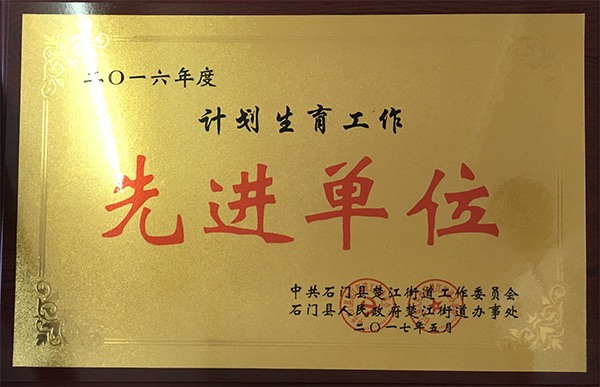 二〇一六年度
计划生育工作
先进单位
中共石门县楚江街道工作委员会
石门县人民政府楚江街道办事处
二〇一七年五月